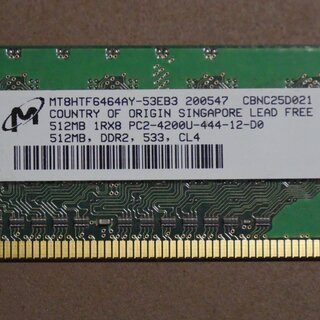 MT8HTF6464AY-53EB3 200547 CBNC25D021
COUNTRY OF ORIGIN SINGAPORE LEAD FREE
512MB 1RX8 PC2-4200U-444-12-D0
512MB, DDR2, 533, CL4